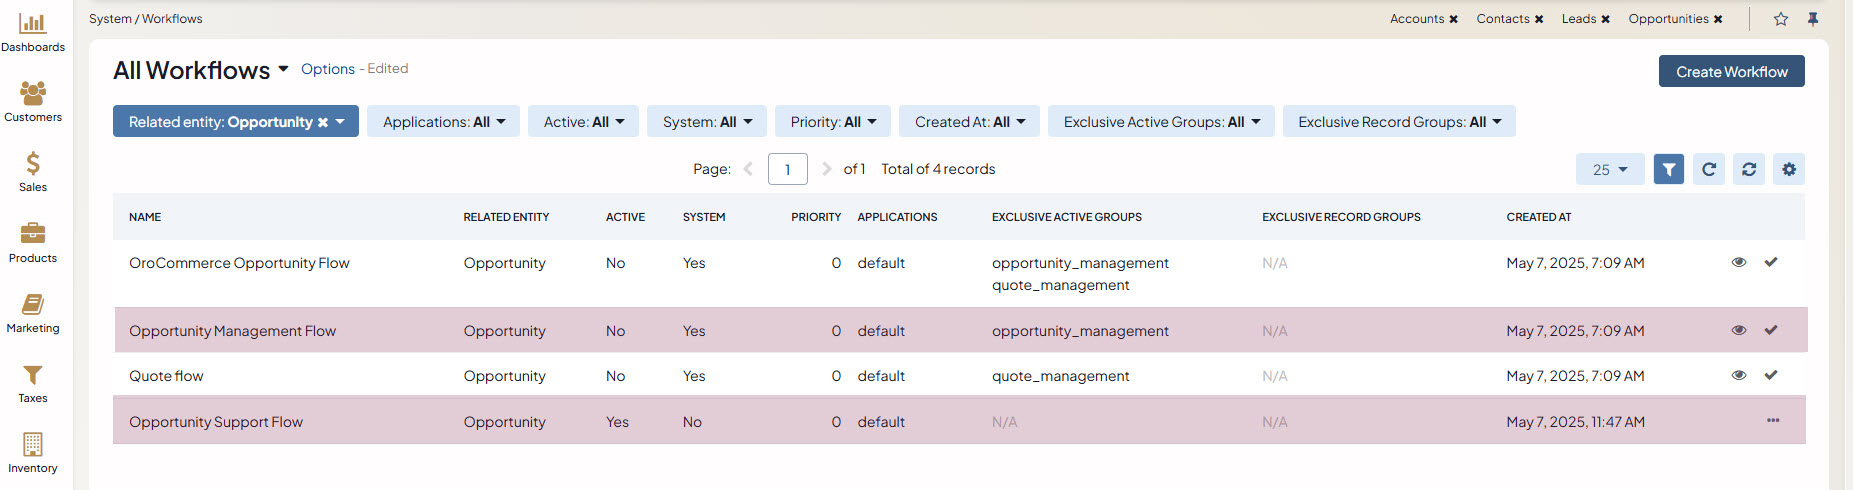 System / Workflows
Accounts ✖ Contacts ✖ Leads ✖ Opportunities ✖
Dashboards
Customers
Sales
Products
Marketing
Taxes
Inventory
All Workflows Options - Edited
Create Workflow
Related entity: Opportunity ✖ Applications: All Active: All System: All Priority: All Created At: All Exclusive Active Groups: All Exclusive Record Groups: All
Page: 1 of 1 Total of 4 records 25
NAME RELATED ENTITY ACTIVE SYSTEM PRIORITY APPLICATIONS EXCLUSIVE ACTIVE GROUPS EXCLUSIVE RECORD GROUPS CREATED AT
OroCommerce Opportunity Flow Opportunity No Yes 0 default opportunity_management N/A May 7, 2025, 7:09 AM
quote_management
Opportunity Management Flow Opportunity No Yes 0 default opportunity_management N/A May 7, 2025, 7:09 AM
Quote flow Opportunity No Yes 0 default quote_management N/A May 7, 2025, 7:09 AM
Opportunity Support Flow Opportunity Yes No 0 default N/A N/A May 7, 2025, 11:47 AM